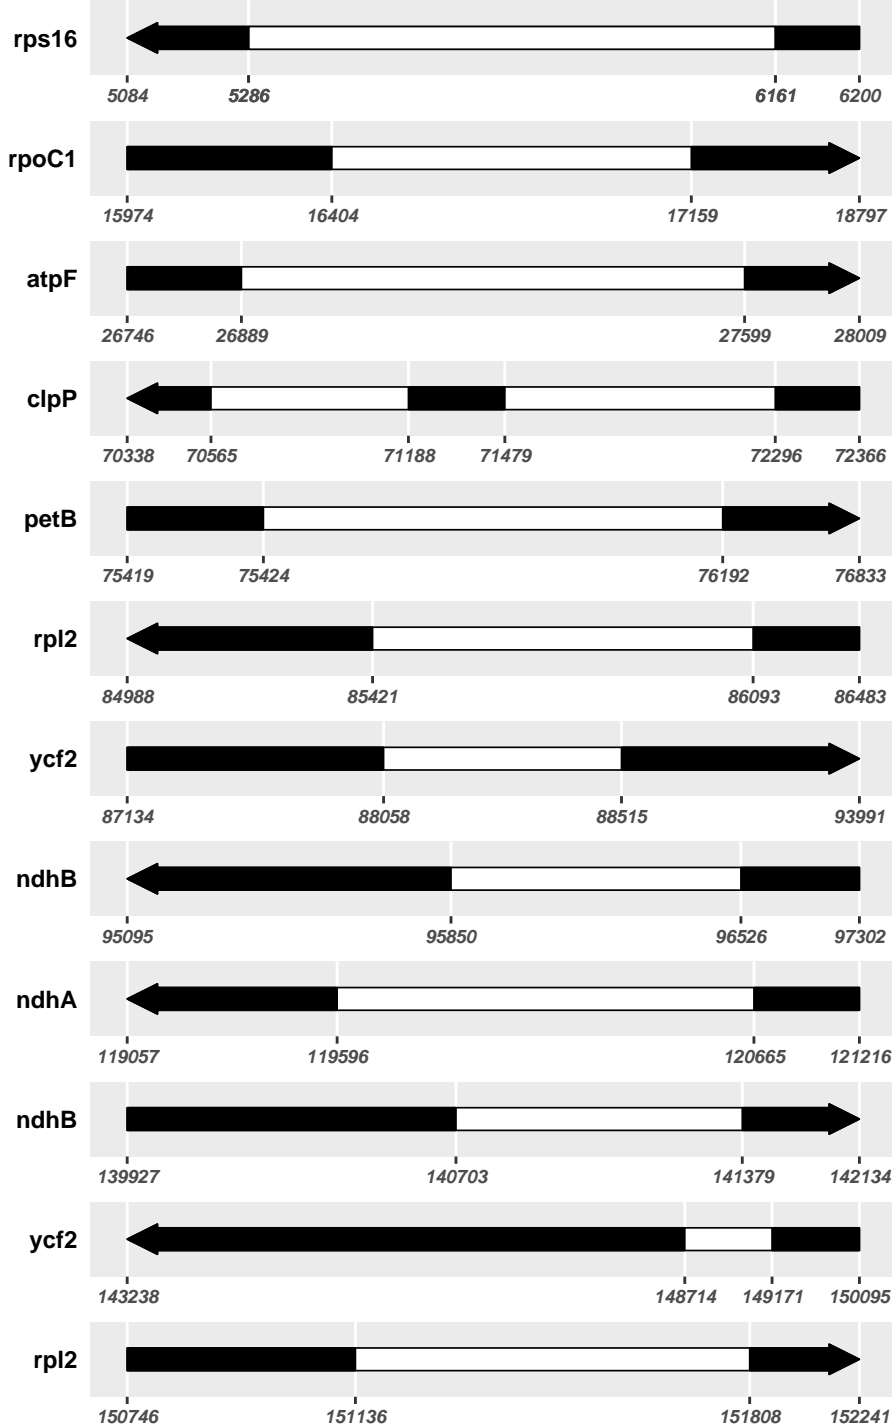 rps16
5084 5286 6161 6200
rpoC1
15974 16404 17159 18797
atpF
26746 26889 27599 28009
clpP
70338 70565 71188 71479 72296 72366
petB
75419 75424 76192 76833
rpl2
84988 85421 86093 86483
ycf2
87134 88058 88515 93991
ndhB
95095 95850 96526 97302
ndhA
119057 119596 120665 121216
ndhB
139927 140703 141379 142134
ycf2
143238 148714 149171 150095
rpl2
150746 151136 151808 152241